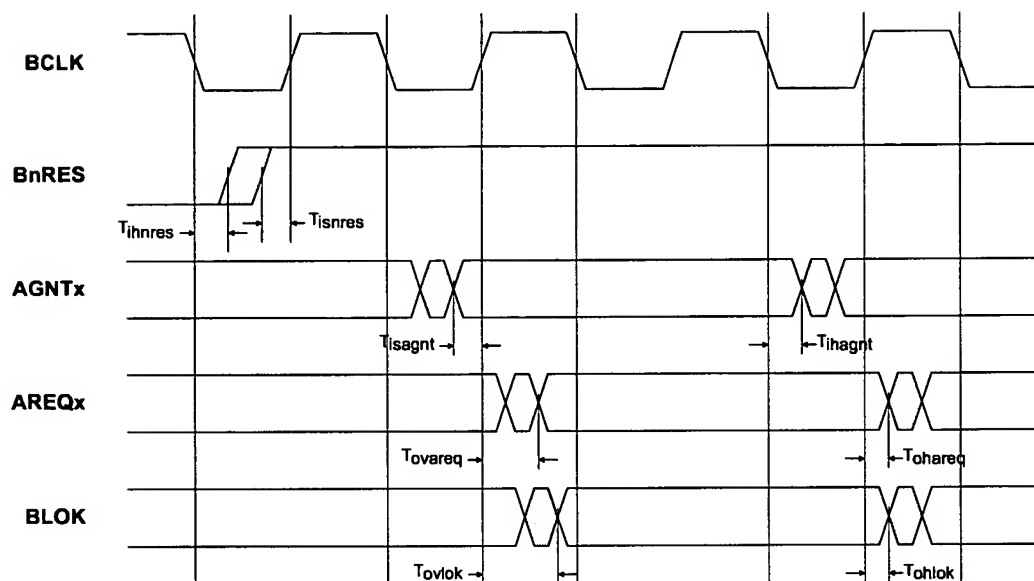 BCLK
BnRES
Tihnres
Tisnres
AGNTx
Tisagnt
Tihagnt
AREQx
Tovareq
Tohareq
BLOK
Tovlok
Tohlok